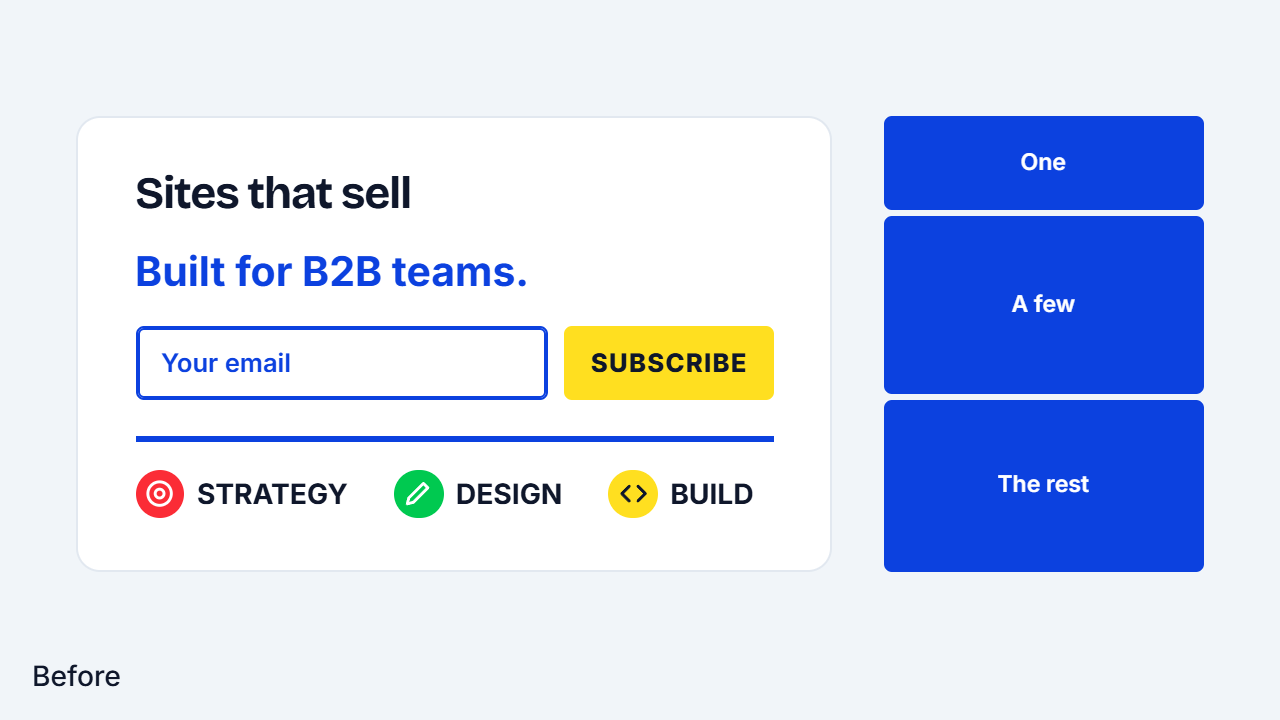 Sites that sell
Built for B2B teams.
Your email
SUBSCRIBE
STRATEGY
DESIGN
BUILD
One
A few
The rest
Before